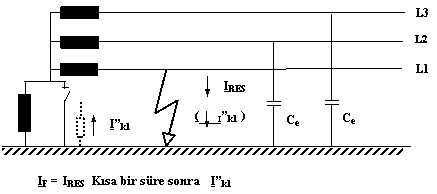 L3
L2
L1
IRES
( I"k1 )
I"k1
Ce
Ce
IF = IRES Kısa bir süre sonra I"k1